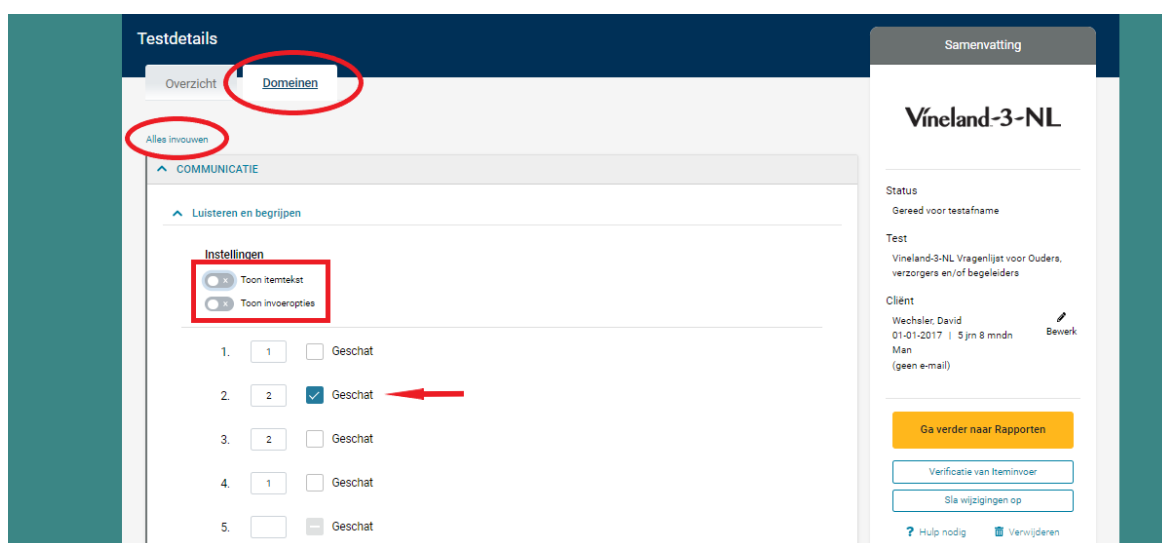 Testdetails
Overzicht
Domeinen
Alles invouwen
COMMUNICATIE
Luisteren en begrijpen
Instellingen
Toon itemtekst
Toon invoeropties
1. 1 Geschat
2. 2 Geschat
3. 2 Geschat
4. 1 Geschat
5. Geschat
Samenvatting
Vineland-3-NL
Status
Gereed voor testafname
Test
Vineland-3-NL Vragenlijst voor Ouders,
verzorgers en/of begeleiders
Cliënt
Wechsler, David
01-01-2017 | 5 jrn 8 mndn
Man
(geen e-mail)
Bewerk
Ga verder naar Rapporten
Verificatie van Iteminvoer
Sla wijzigingen op
? Hulp nodig
Verwijderen